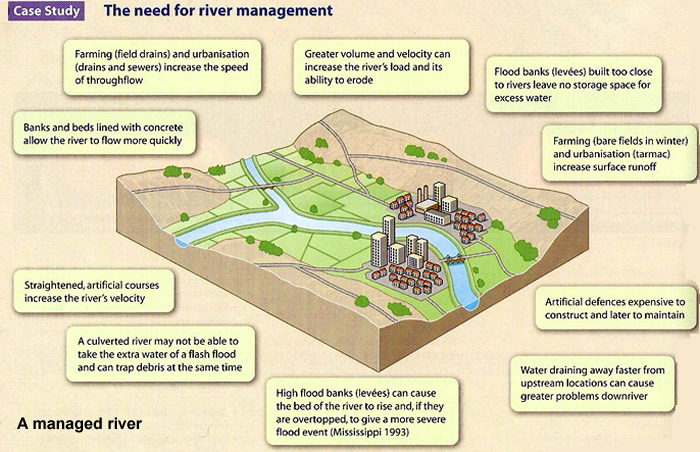 Case Study The need for river management
Farming (field drains) and urbanisation
(drains and sewers) increase the speed
of throughflow
Greater volume and velocity can
increase the river's load and its
ability to erode
Flood banks (levées) built too close
to rivers leave no storage space for
excess water
Banks and beds lined with concrete
allow the river to flow more quickly
Farming (bare fields in winter)
and urbanisation (tarmac)
increase surface runoff
Straightened, artificial courses
increase the river's velocity
Artificial defences expensive to
construct and later to maintain
A culverted river may not be able to
take the extra water of a flash flood
and can trap debris at the same time
Water draining away faster from
upstream locations can cause
greater problems downriver
High flood banks (levées) can cause
the bed of the river to rise and, if they
are overtopped, to give a more severe
flood event (Mississippi 1993)
A managed river